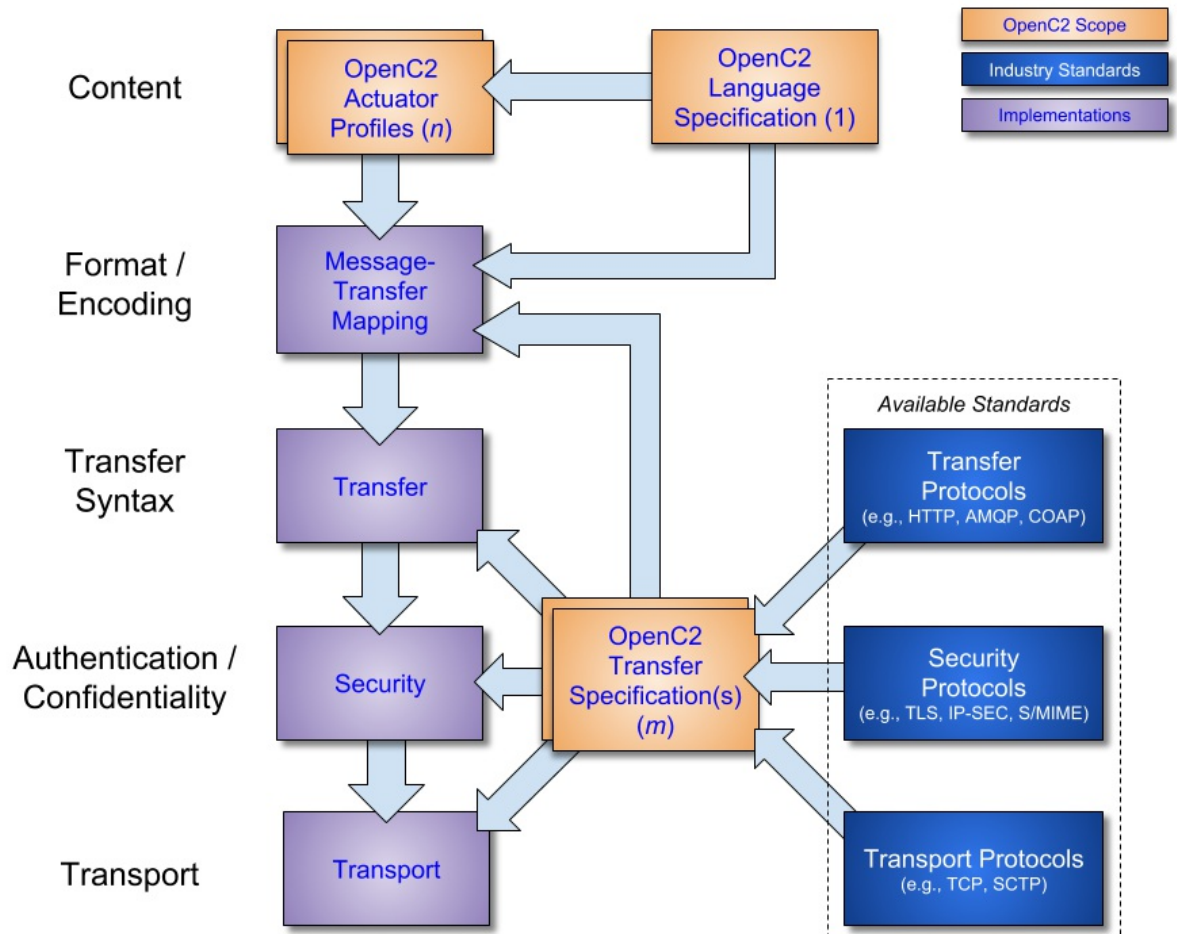 Content
OpenC2
Actuator
Profiles (n)
OpenC2
Language
Specification (1)
OpenC2 Scope
Industry Standards
Implementations
Format /
Encoding
Message-
Transfer
Mapping
Available Standards
Transfer
Syntax
Transfer
Transfer
Protocols
(e.g., HTTP, AMQP, COAP)
Authentication /
Confidentiality
Security
OpenC2
Transfer
Specification(s)
(m)
Security
Protocols
(e.g., TLS, IP-SEC, S/MIME)
Transport
Transport
Transport Protocols
(e.g., TCP, SCTP)